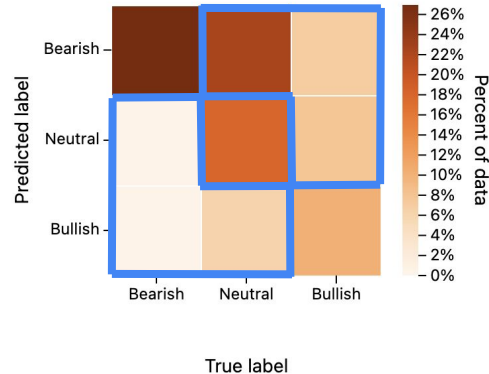 Bearish
Neutral
Bullish
Predicted label
Bearish
Neutral
Bullish
True label
26%
24%
22%
20%
18%
16%
14%
12%
10%
8%
6%
4%
2%
0%
Percent of data